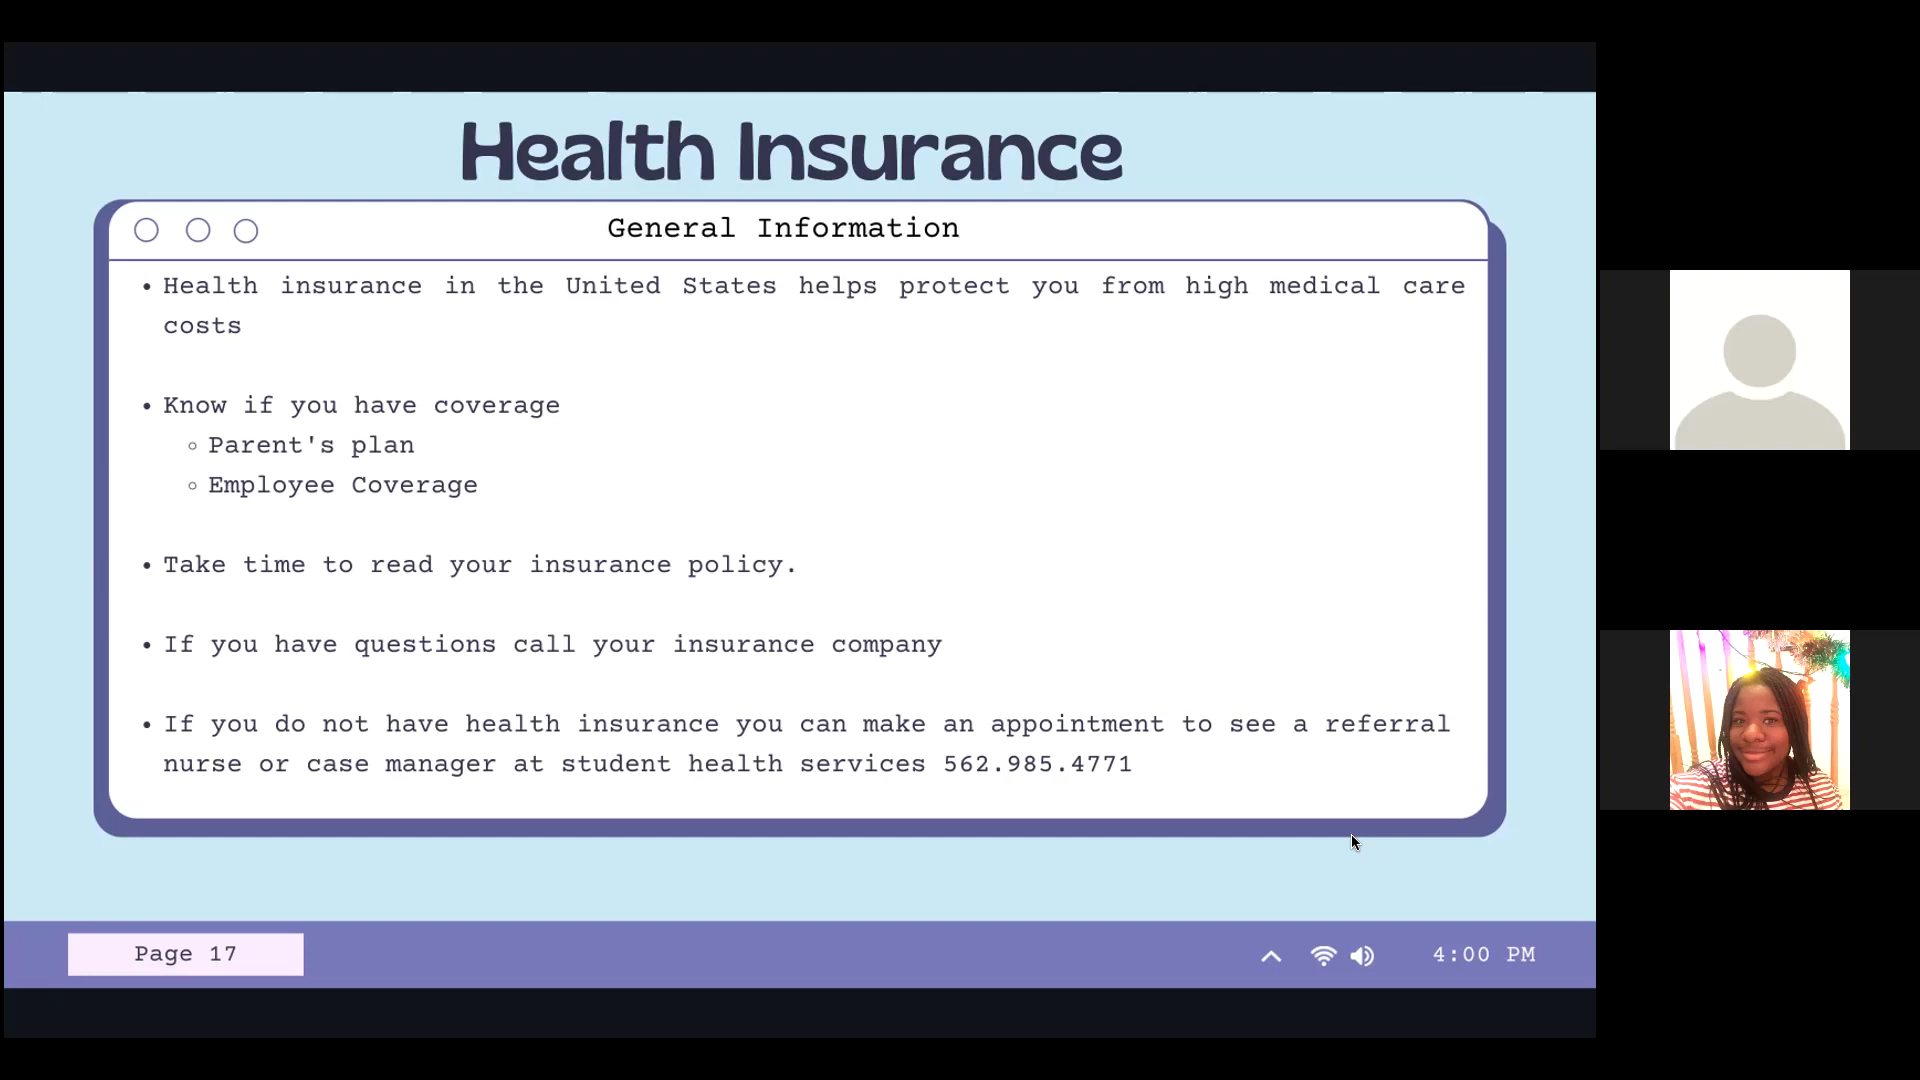 Health Insurance
General Information
• Health insurance in the United States helps protect you from high medical care
costs
• Know if you have coverage
◦ Parent's plan
◦ Employee Coverage
• Take time to read your insurance policy.
• If you have questions call your insurance company
• If you do not have health insurance you can make an appointment to see a referral
nurse or case manager at student health services 562.985.4771
Page 17
4:00 PM